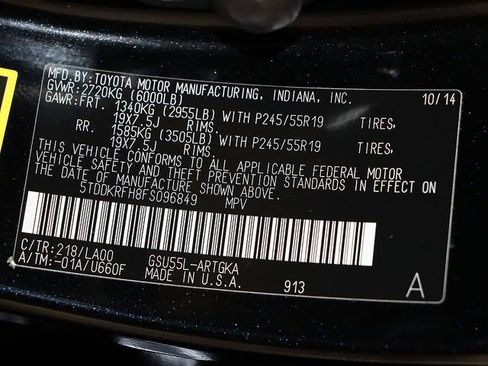 MFD.BY:TOYOTA MOTOR MANUFACTURING, INDIANA, INC. 10/14
GVWR:2720KG (6000LB)
GAWR:FRT. 1340KG (2955LB) WITH P245/55R19 TIRES,
19X7.5J RIMS.
RR. 1585KG (3505LB) WITH P245/55R19 TIRES,
19X7.5J RIMS.
THIS VEHICLE CONFORMS TO ALL APPLICABLE FEDERAL MOTOR
VEHICLE SAFETY AND THEFT PREVENTION STANDARDS IN EFFECT ON
THE DATE OF MANUFACTURE SHOWN ABOVE.
5TDDKRFH8FS096849 MPV
C/TR:218/LA00 GSU55L-ARTGKA
A/TM:-01A/U660F MADE IN U.S.A. 913 A